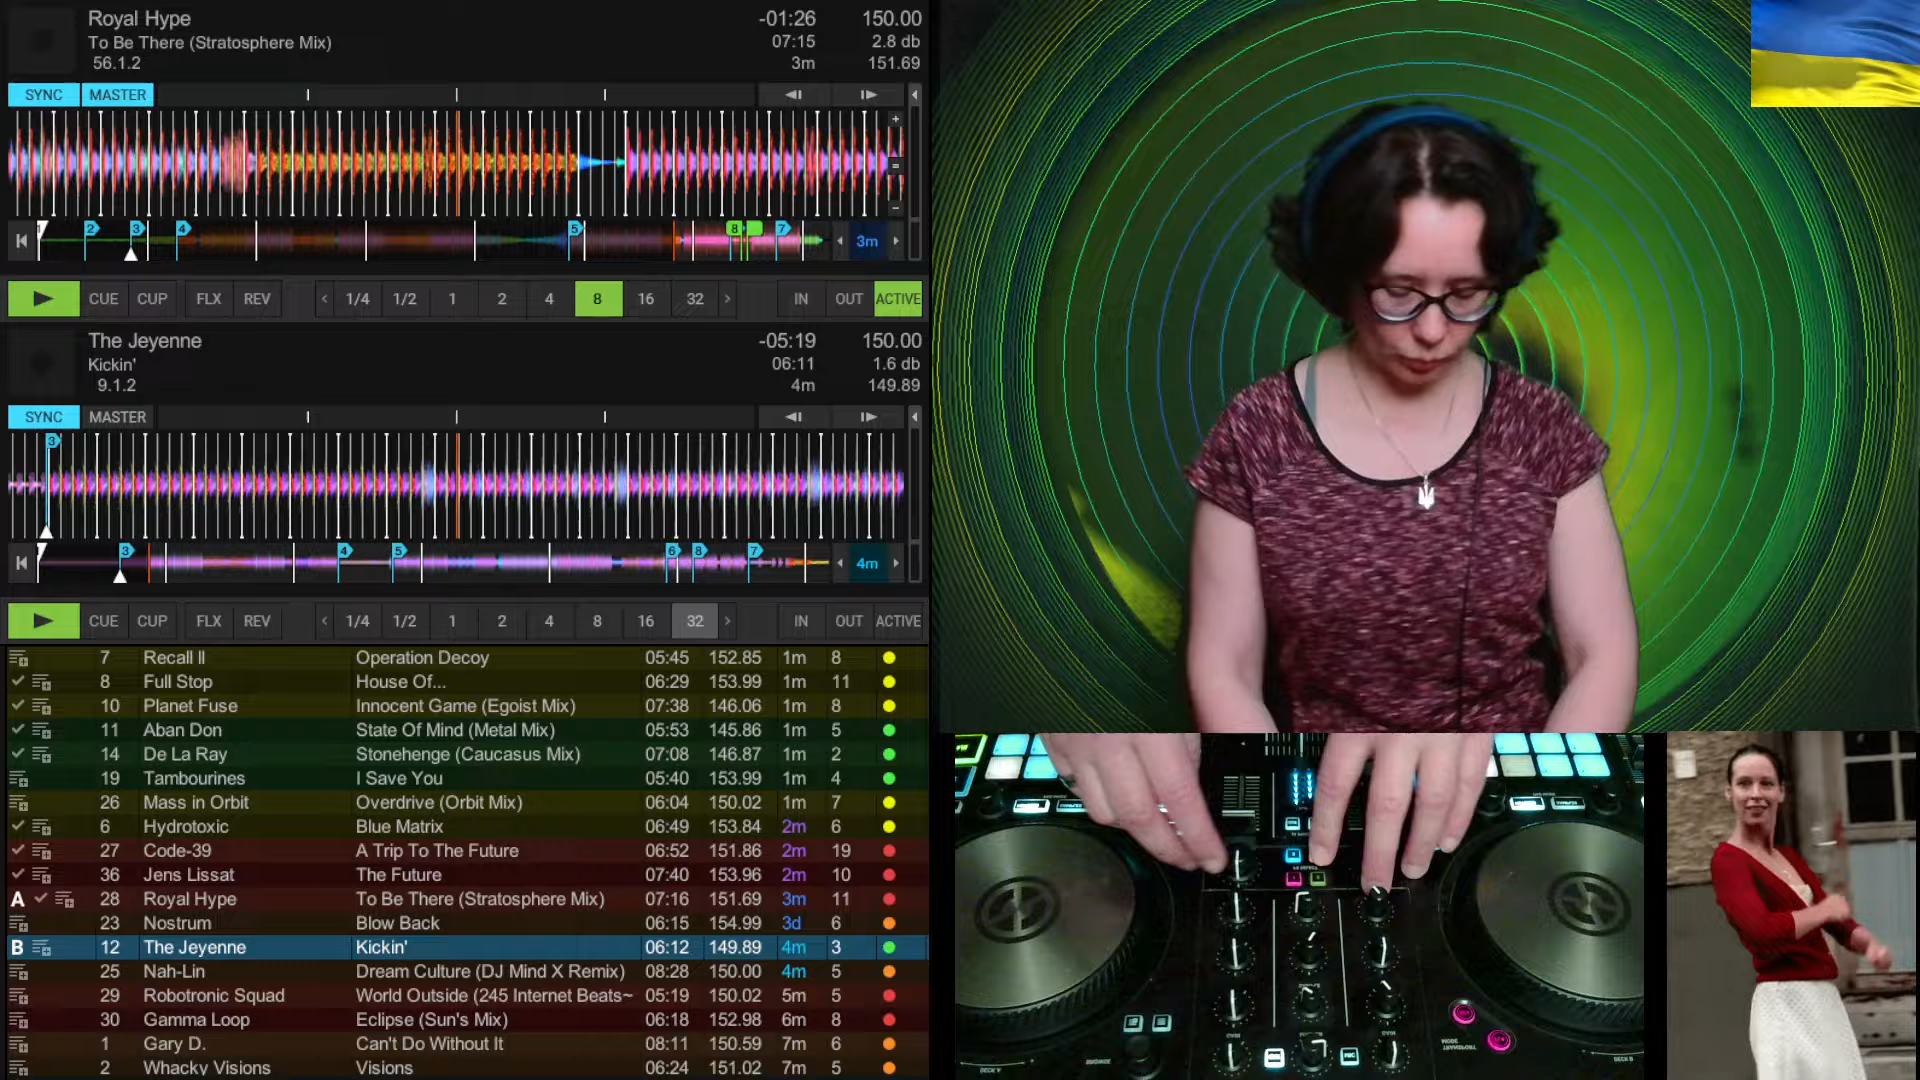 Royal Hype -01:26 150.00
To Be There (Stratosphere Mix) 07:15 2.8 db
56.1.2 3m 151.69
SYNC MASTER
2 3 4 5 8 7 3m
CUE CUP FLX REV 1/4 1/2 1 2 4 8 16 32 IN OUT ACTIVE
The Jeyenne -05:19 150.00
Kickin' 06:11 1.6 db
9.1.2 4m 149.89
SYNC MASTER
3
3 4 5 6 8 7 4m
CUE CUP FLX REV 1/4 1/2 1 2 4 8 16 32 IN OUT ACTIVE
7 Recall II Operation Decoy 05:45 152.85 1m 8
8 Full Stop House Of... 06:29 153.99 1m 11
10 Planet Fuse Innocent Game (Egoist Mix) 07:38 146.06 1m 8
11 Aban Don State Of Mind (Metal Mix) 05:53 145.86 1m 5
14 De La Ray Stonehenge (Caucasus Mix) 07:08 146.87 1m 2
19 Tambourines I Save You 05:40 153.99 1m 4
26 Mass in Orbit Overdrive (Orbit Mix) 06:04 150.02 1m 7
6 Hydrotoxic Blue Matrix 06:49 153.84 2m 6
27 Code-39 A Trip To The Future 06:52 151.86 2m 19
36 Jens Lissat The Future 07:40 153.96 2m 10
A 28 Royal Hype To Be There (Stratosphere Mix) 07:16 151.69 3m 11
23 Nostrum Blow Back 06:15 154.99 3d 6
B 12 The Jeyenne Kickin' 06:12 149.89 4m 3
25 Nah-Lin Dream Culture (DJ Mind X Remix) 08:28 150.00 4m 5
29 Robotronic Squad World Outside (245 Internet Beats~ 05:19 150.02 5m 5
30 Gamma Loop Eclipse (Sun's Mix) 06:18 152.98 6m 8
1 Gary D. Can't Do Without It 08:11 150.59 7m 6
2 Whacky Visions Visions 06:24 151.02 7m 5